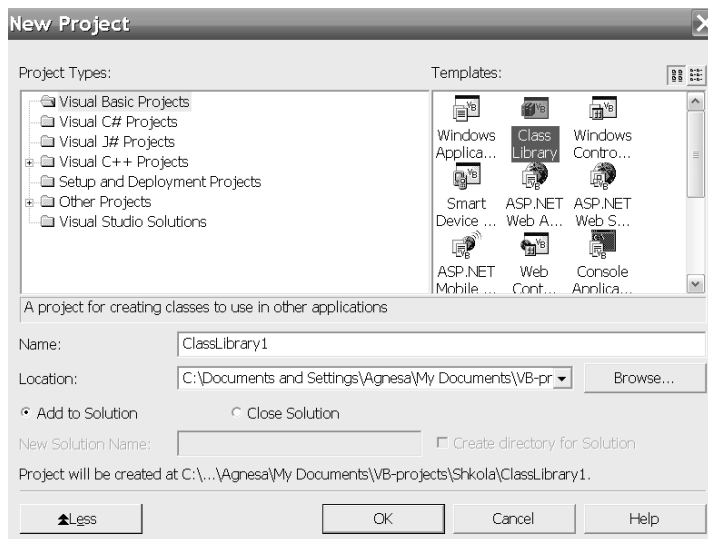 New Project
Project Types:
Visual Basic Projects
Visual C# Projects
Visual J# Projects
Visual C++ Projects
Setup and Deployment Projects
Other Projects
Visual Studio Solutions
Templates:
Windows Applica...
Class Library
Windows Contro...
Smart Device ...
ASP.NET Web A...
ASP.NET Web S...
ASP.NET Mobile ...
Web Cont...
Console Applica...
A project for creating classes to use in other applications
Name:
ClassLibrary1
Location:
C:\Documents and Settings\Agnesa\My Documents\VB-pr
Browse...
Add to Solution
Close Solution
New Solution Name:
Create directory for Solution
Project will be created at C:\...\Agnesa\My Documents\VB-projects\Shkola\ClassLibrary1.
Less
OK
Cancel
Help